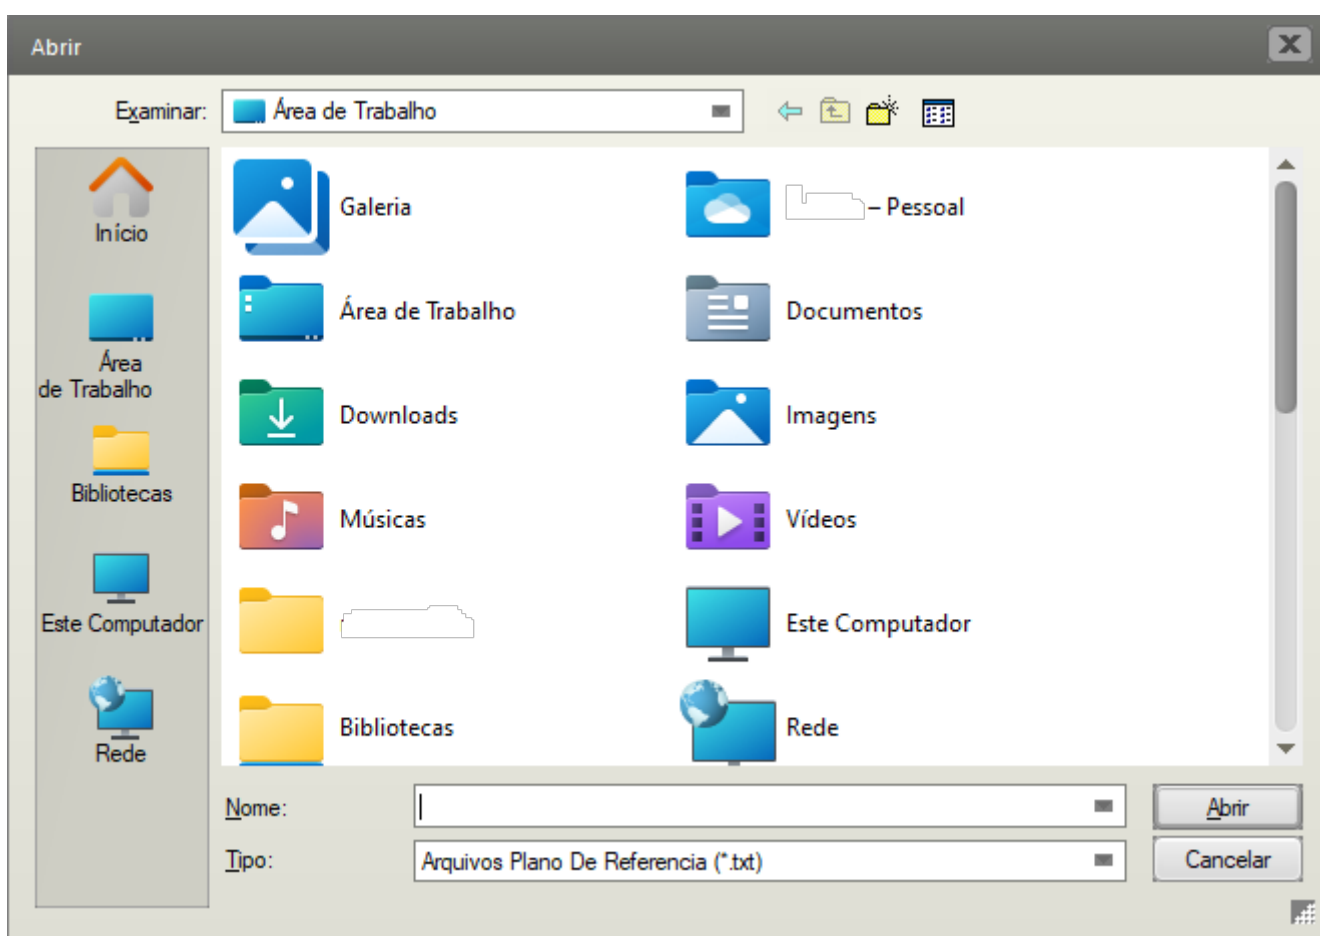 Abrir
Examinar:
Área de Trabalho
Início
Área
de Trabalho
Bibliotecas
Este Computador
Rede
Galeria
– Pessoal
Área de Trabalho
Documentos
Downloads
Imagens
Músicas
Vídeos
Este Computador
Bibliotecas
Rede
Nome:
Abrir
Tipo:
Arquivos Plano De Referencia (*.txt)
Cancelar